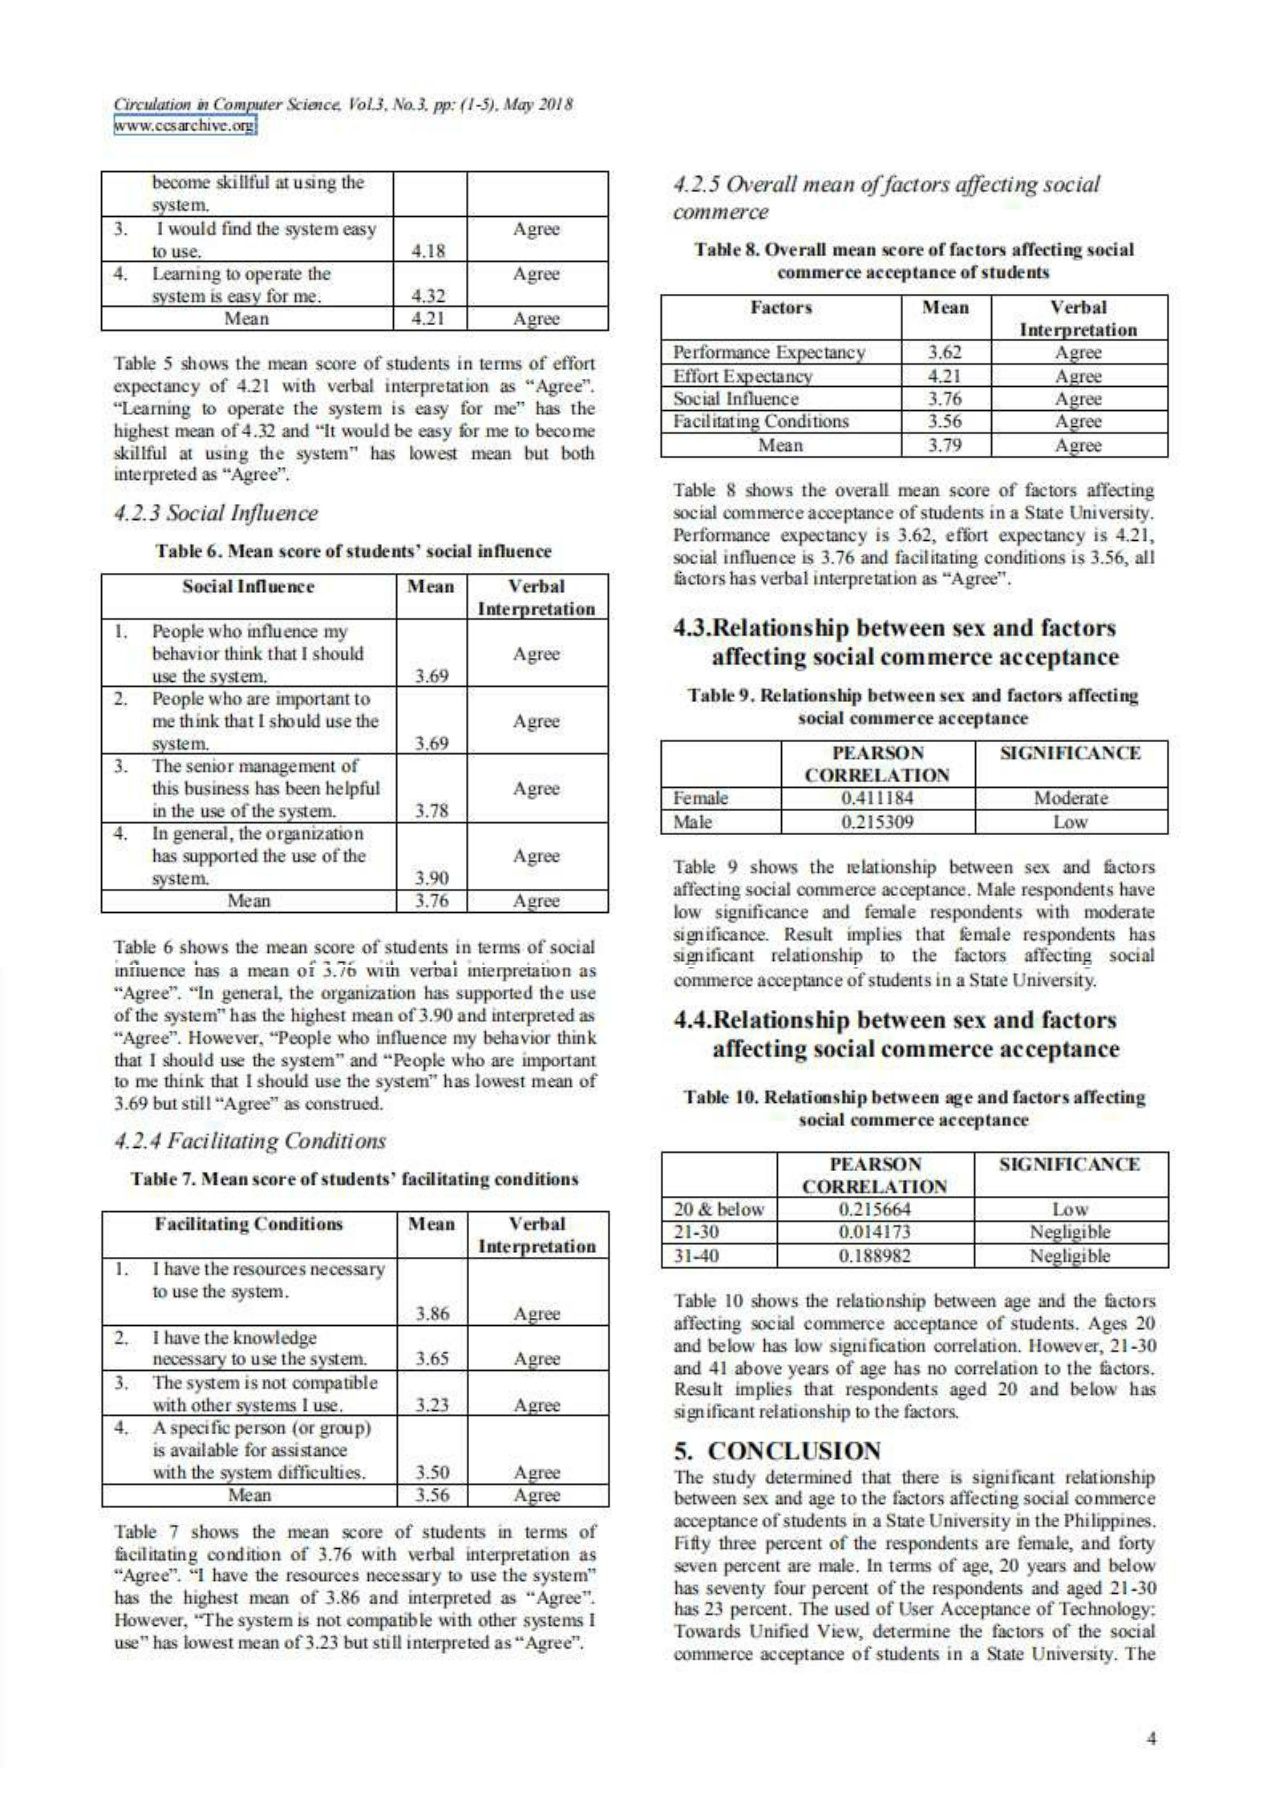 Circulation in Computer Science, Vol.3, No.3, pp: (1-5), May 2018
www.ccsarchive.org
become skillful at using the
system.
3. I would find the system easy
to use. 4.18 Agree
4. Learning to operate the
system is easy for me. 4.32 Agree
Mean 4.21 Agree
Table 5 shows the mean score of students in terms of effort
expectancy of 4.21 with verbal interpretation as “Agree”.
“Learning to operate the system is easy for me” has the
highest mean of 4.32 and “It would be easy for me to become
skillful at using the system” has lowest mean but both
interpreted as “Agree”.
4.2.3 Social Influence
Table 6. Mean score of students’ social influence
Social Influence Mean Verbal
Interpretation
1. People who influence my
behavior think that I should
use the system. 3.69 Agree
2. People who are important to
me think that I should use the
system. 3.69 Agree
3. The senior management of
this business has been helpful
in the use of the system. 3.78 Agree
4. In general, the organization
has supported the use of the
system. 3.90 Agree
Mean 3.76 Agree
Table 6 shows the mean score of students in terms of social
influence has a mean of 3.76 with verbal interpretation as
“Agree”. “In general, the organization has supported the use
of the system” has the highest mean of 3.90 and interpreted as
“Agree”. However, “People who influence my behavior think
that I should use the system” and “People who are important
to me think that I should use the system” has lowest mean of
3.69 but still “Agree” as construed.
4.2.4 Facilitating Conditions
Table 7. Mean score of students’ facilitating conditions
Facilitating Conditions Mean Verbal
Interpretation
1. I have the resources necessary
to use the system.
3.86 Agree
2. I have the knowledge
necessary to use the system. 3.65 Agree
3. The system is not compatible
with other systems I use. 3.23 Agree
4. A specific person (or group)
is available for assistance
with the system difficulties. 3.50 Agree
Mean 3.56 Agree
Table 7 shows the mean score of students in terms of
facilitating condition of 3.76 with verbal interpretation as
“Agree”. “I have the resources necessary to use the system”
has the highest mean of 3.86 and interpreted as “Agree”.
However, “The system is not compatible with other systems I
use” has lowest mean of 3.23 but still interpreted as “Agree”.
4.2.5 Overall mean of factors affecting social
commerce
Table 8. Overall mean score of factors affecting social
commerce acceptance of students
Factors Mean Verbal
Interpretation
Performance Expectancy 3.62 Agree
Effort Expectancy 4.21 Agree
Social Influence 3.76 Agree
Facilitating Conditions 3.56 Agree
Mean 3.79 Agree
Table 8 shows the overall mean score of factors affecting
social commerce acceptance of students in a State University.
Performance expectancy is 3.62, effort expectancy is 4.21,
social influence is 3.76 and facilitating conditions is 3.56, all
factors has verbal interpretation as “Agree”.
4.3.Relationship between sex and factors
affecting social commerce acceptance
Table 9. Relationship between sex and factors affecting
social commerce acceptance
PEARSON SIGNIFICANCE
CORRELATION
Female 0.411184 Moderate
Male 0.215309 Low
Table 9 shows the relationship between sex and factors
affecting social commerce acceptance. Male respondents have
low significance and female respondents with moderate
significance. Result implies that female respondents has
significant relationship to the factors affecting social
commerce acceptance of students in a State University.
4.4.Relationship between sex and factors
affecting social commerce acceptance
Table 10. Relationship between age and factors affecting
social commerce acceptance
PEARSON SIGNIFICANCE
CORRELATION
20 & below 0.215664 Low
21-30 0.014173 Negligible
31-40 0.188982 Negligible
Table 10 shows the relationship between age and the factors
affecting social commerce acceptance of students. Ages 20
and below has low signification correlation. However, 21-30
and 41 above years of age has no correlation to the factors.
Result implies that respondents aged 20 and below has
significant relationship to the factors.
5. CONCLUSION
The study determined that there is significant relationship
between sex and age to the factors affecting social commerce
acceptance of students in a State University in the Philippines.
Fifty three percent of the respondents are female, and forty
seven percent are male. In terms of age, 20 years and below
has seventy four percent of the respondents and aged 21-30
has 23 percent. The used of User Acceptance of Technology:
Towards Unified View, determine the factors of the social
commerce acceptance of students in a State University. The
4